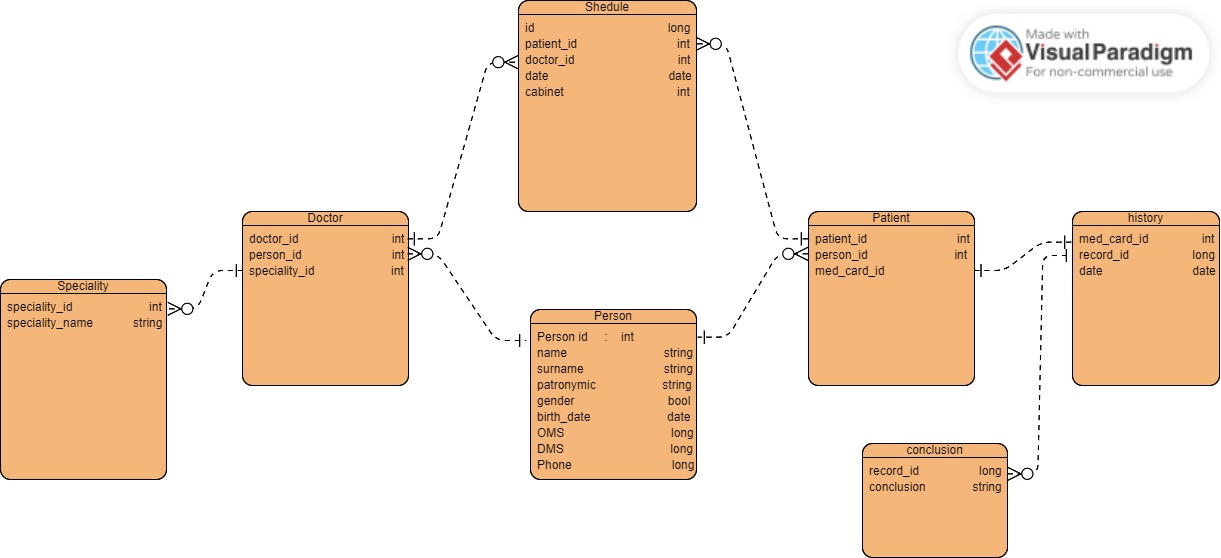 Shedule
id long
patient_id int
doctor_id int
date date
cabinet int
Made with
Visual Paradigm
For non-commercial use
Doctor
doctor_id int
person_id int
speciality_id int
Patient
patient_id int
person_id int
med_card_id
history
med_card_id int
record_id long
date date
Speciality
speciality_id int
speciality_name string
Person
Person id : int
name string
surname string
patronymic string
gender bool
birth_date date
OMS long
DMS long
Phone long
conclusion
record_id long
conclusion string